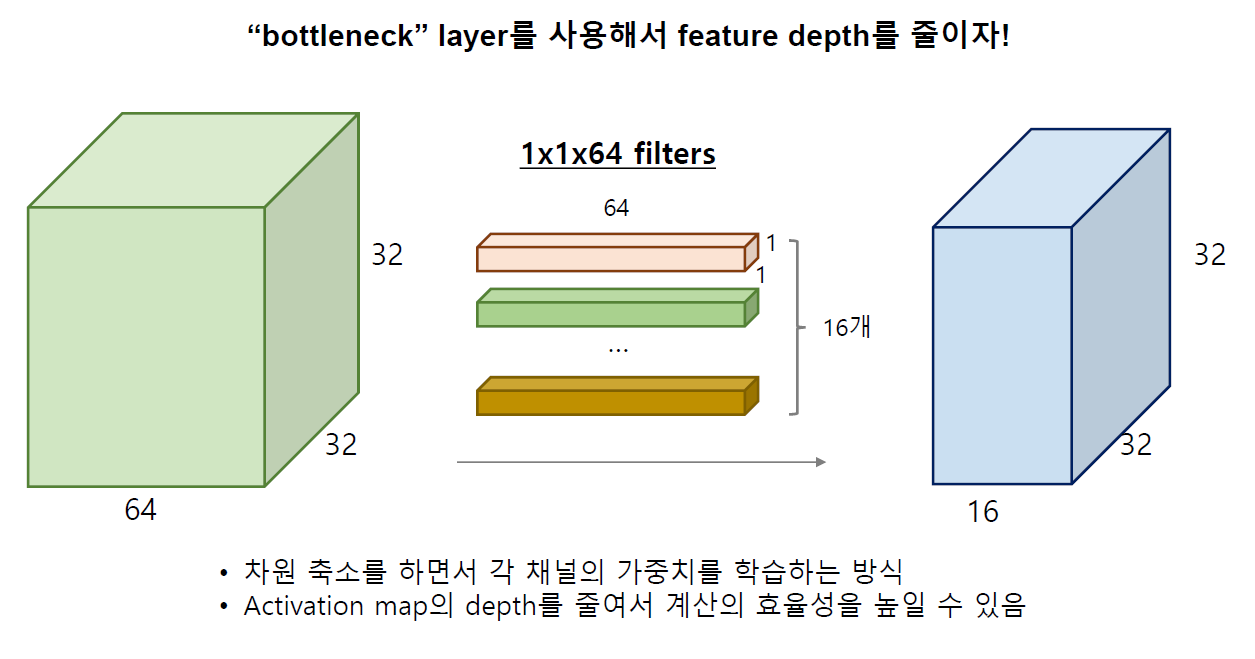 “bottleneck” layer를 사용해서 feature depth를 줄이자!
1x1x64 filters
64
1
1
...
16개
32
32
64
32
32
16
• 차원 축소를 하면서 각 채널의 가중치를 학습하는 방식
• Activation map의 depth를 줄여서 계산의 효율성을 높일 수 있음